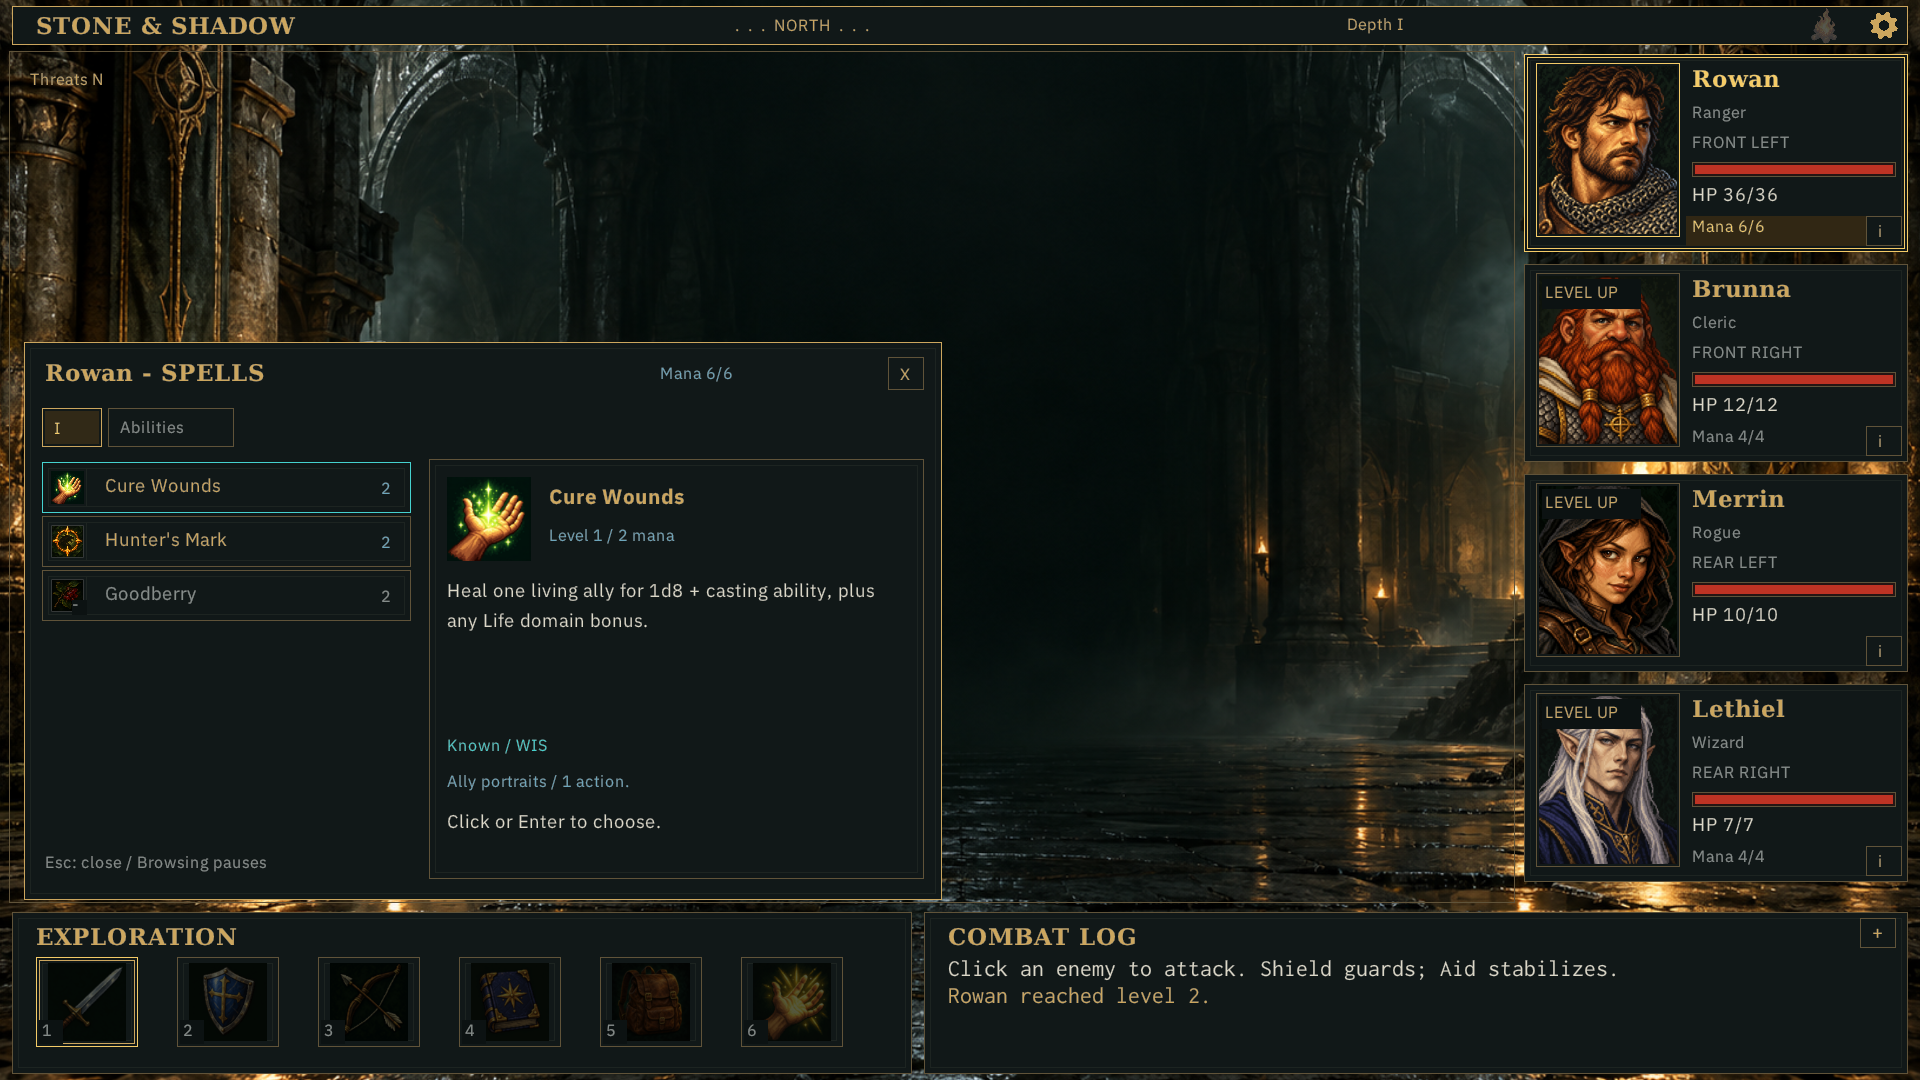 STONE & SHADOW
. . . NORTH . . .
Depth I
Threats N
Rowan
Ranger
FRONT LEFT
HP 36/36
Mana 6/6
i
LEVEL UP
Brunna
Cleric
FRONT RIGHT
HP 12/12
Mana 4/4
i
LEVEL UP
Merrin
Rogue
REAR LEFT
HP 10/10
i
LEVEL UP
Lethiel
Wizard
REAR RIGHT
HP 7/7
Mana 4/4
i
Rowan - SPELLS
Mana 6/6
X
I
Abilities
Cure Wounds 2
Hunter's Mark 2
Goodberry 2
Cure Wounds
Level 1 / 2 mana
Heal one living ally for 1d8 + casting ability, plus
any Life domain bonus.
Known / WIS
Ally portraits / 1 action.
Click or Enter to choose.
Esc: close / Browsing pauses
EXPLORATION
1
2
3
4
5
6
COMBAT LOG
+
Click an enemy to attack. Shield guards; Aid stabilizes.
Rowan reached level 2.